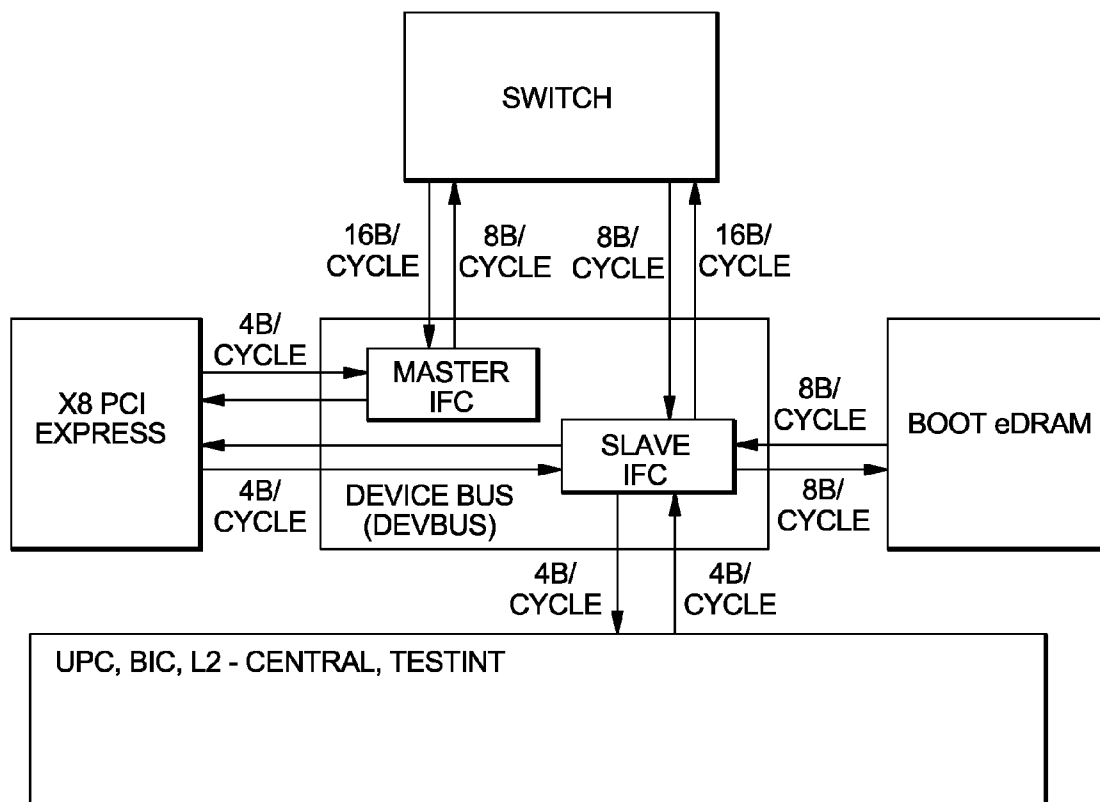 SWITCH
16B/
CYCLE
8B/
CYCLE
8B/
CYCLE
16B/
CYCLE
4B/
CYCLE
X8 PCI
EXPRESS
MASTER
IFC
SLAVE
IFC
8B/
CYCLE
BOOT eDRAM
4B/
CYCLE
DEVICE BUS
(DEVBUS)
8B/
CYCLE
4B/
CYCLE
4B/
CYCLE
UPC, BIC, L2 - CENTRAL, TESTINT